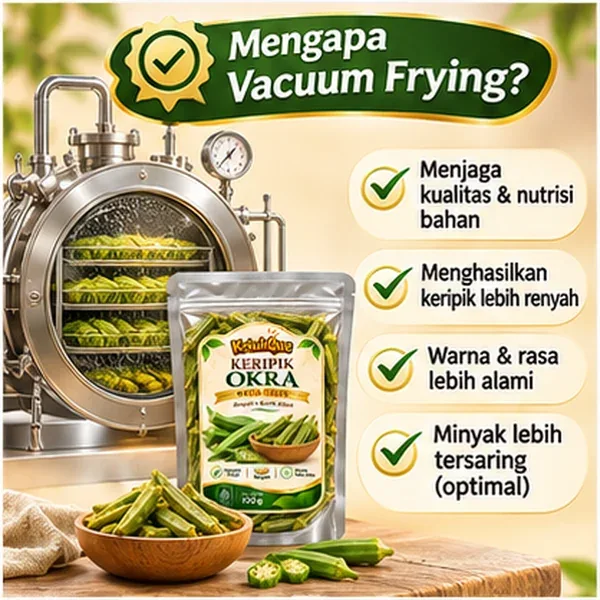 Mengapa
Vacuum Frying?
Menjaga
kualitas & nutrisi
bahan
Menghasilkan
keripik lebih renyah
Warna & rasa
lebih alami
Minyak lebih
tersaring
(optimal)
KERIPIK
OKRA